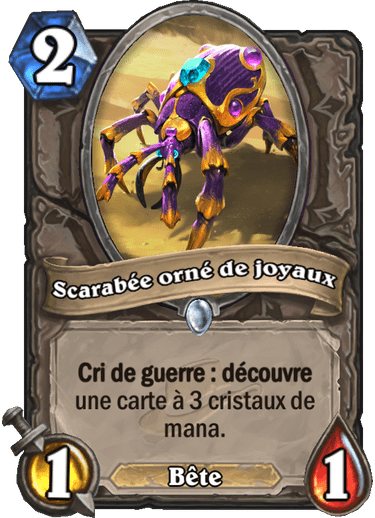 2
Scarabée orné de joyaux
Cri de guerre : découvre
une carte à 3 cristaux de
mana.
1
Bête
1